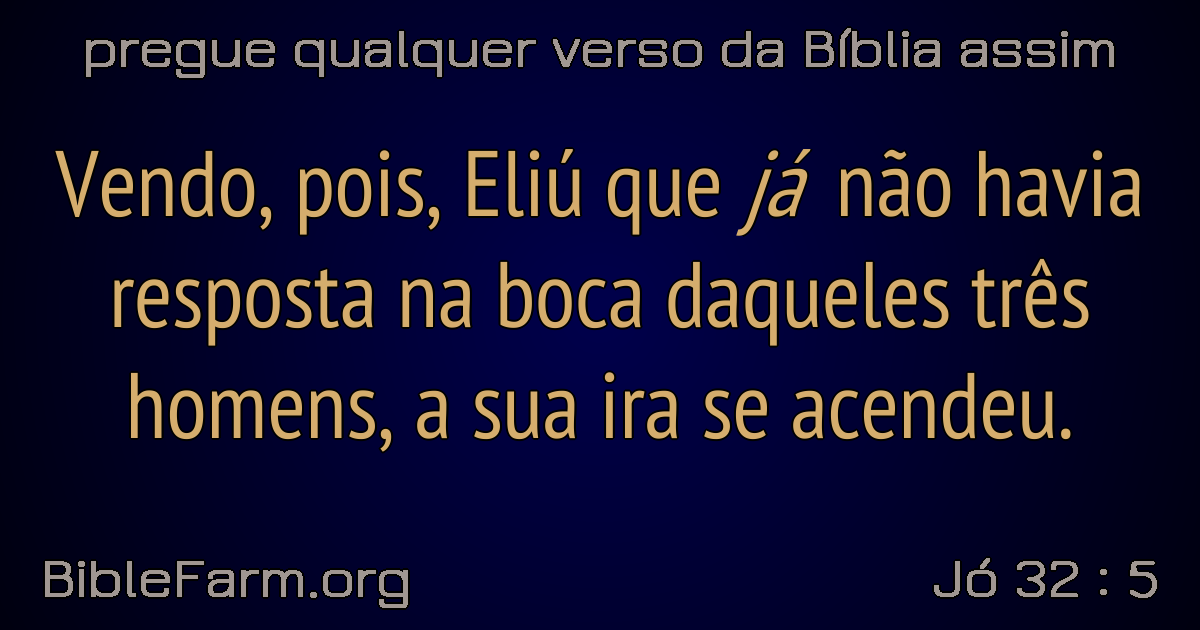 pregue qualquer verso da Bíblia assim
Vendo, pois, Eliú que já não havia
resposta na boca daqueles três
homens, a sua ira se acendeu.
BibleFarm.org
Jó 32 : 5